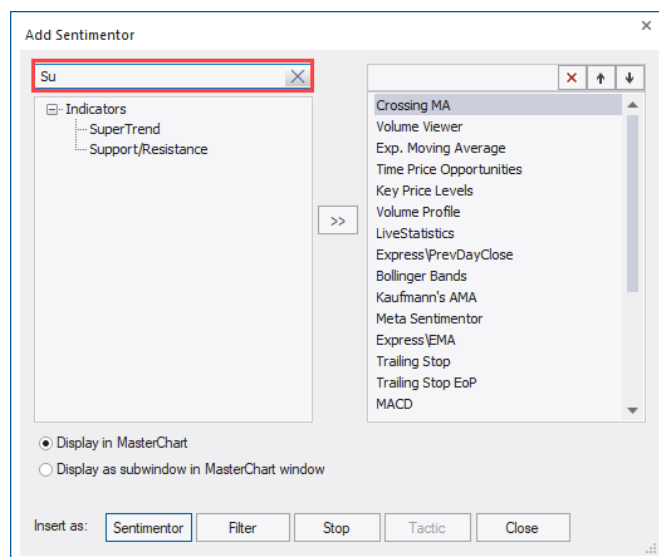 Add Sentimentor
Su
Indicators
SuperTrend
Support/Resistance
>>
Crossing MA
Volume Viewer
Exp. Moving Average
Time Price Opportunities
Key Price Levels
Volume Profile
LiveStatistics
Express\PrevDayClose
Bollinger Bands
Kaufmann's AMA
Meta Sentimentor
Express\EMA
Trailing Stop
Trailing Stop EoP
MACD
Display in MasterChart
Display as subwindow in MasterChart window
Insert as: Sentimentor Filter Stop Tactic Close